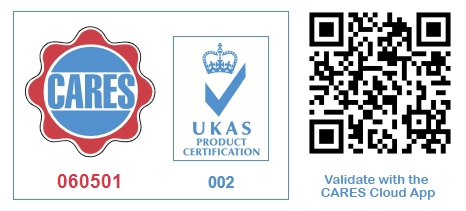 CARES
060501
UKAS
PRODUCT
CERTIFICATION
002
Validate with the
CARES Cloud App